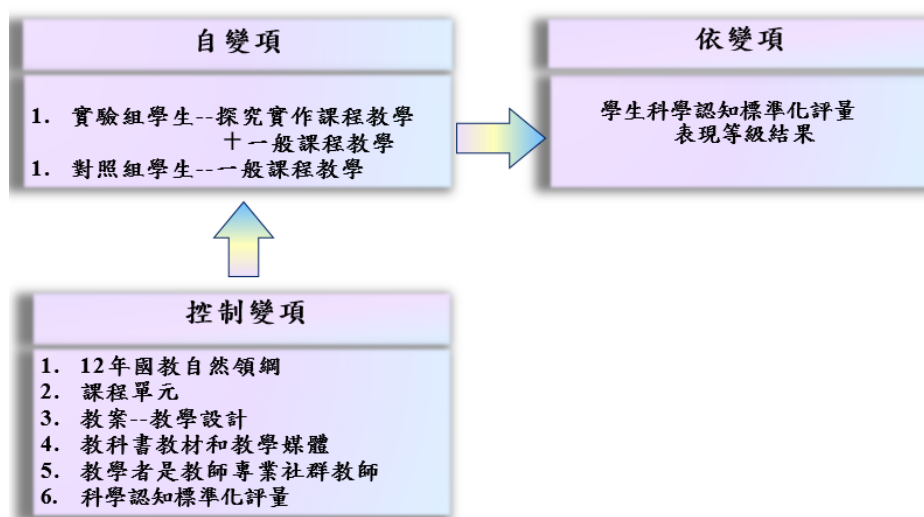 自變項
1. 實驗組學生--探究實作課程教學
＋一般課程教學
1. 對照組學生--一般課程教學
依變項
學生科學認知標準化評量
表現等級結果
控制變項
1. 12年國教自然領綱
2. 課程單元
3. 教案--教學設計
4. 教科書教材和教學媒體
5. 教學者是教師專業社群教師
6. 科學認知標準化評量